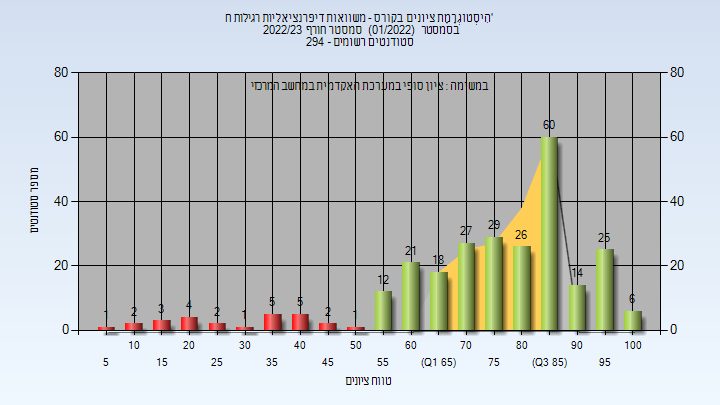 היסטוגרמת ציונים בקורס - משוואות דיפרנציאליות רגילות ח'
בסמסטר (01/2022) סמסטר חורף 2022/23
סטודנטים רשומים - 294
במשימה : ציון סופי במערכת האקדמית במחשב המרכזי
מספר סטודנטים
80 80
60 60
40 40
20 20
0 0
1 2 3 4 2 1 5 5 2 1 12 21 18 27 29 26 60 14 25 6
10 20 30 40 50 60 70 80 90 100
5 15 25 35 45 55 (Q1 65) 75 (Q3 85) 95
טווח ציונים